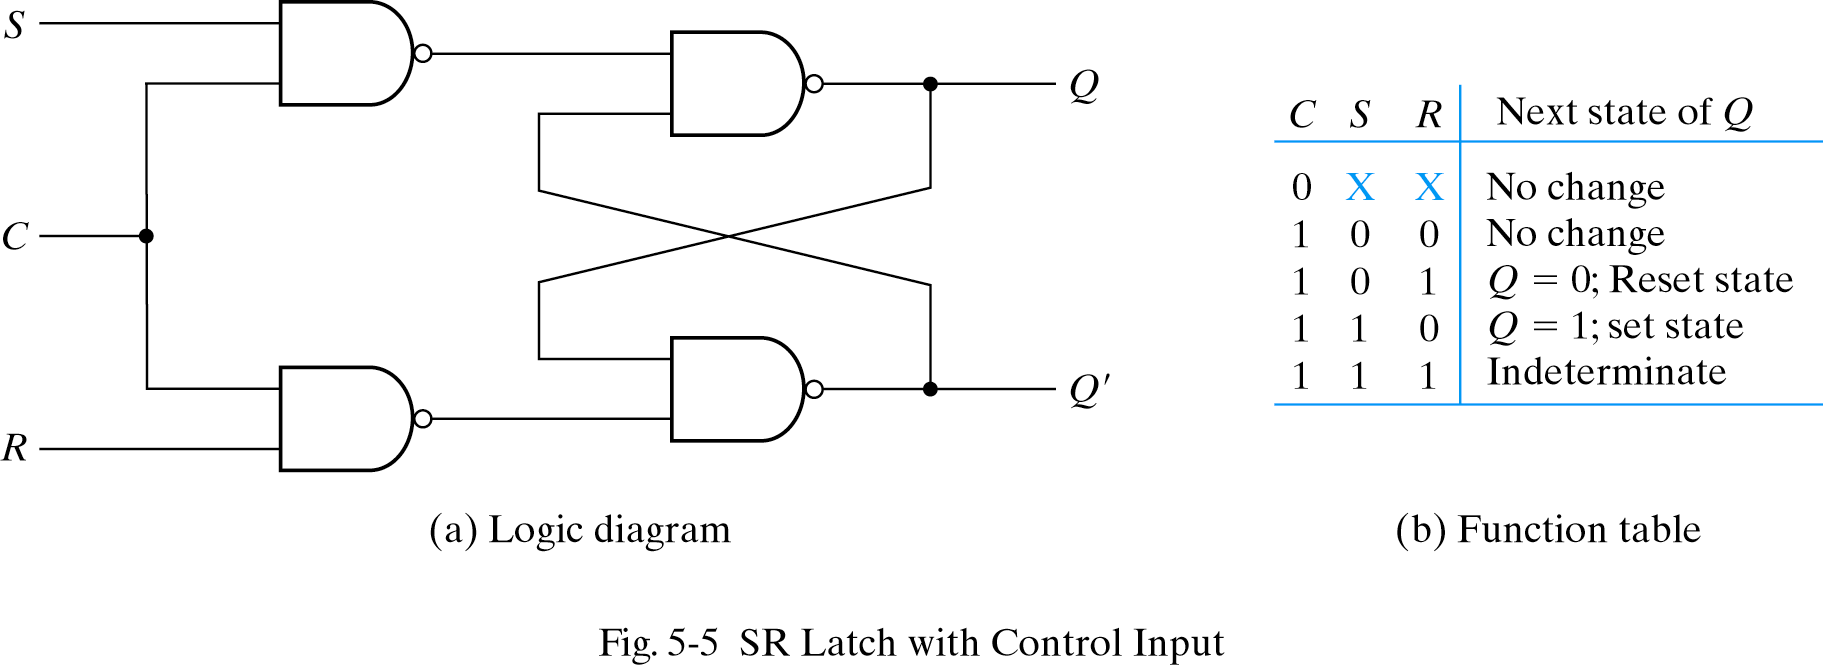 S
C
R
Q
Q′
(a) Logic diagram
C S R Next state of Q
0 X X No change
1 0 0 No change
1 0 1 Q = 0; Reset state
1 1 0 Q = 1; set state
1 1 1 Indeterminate
(b) Function table
Fig. 5-5 SR Latch with Control Input